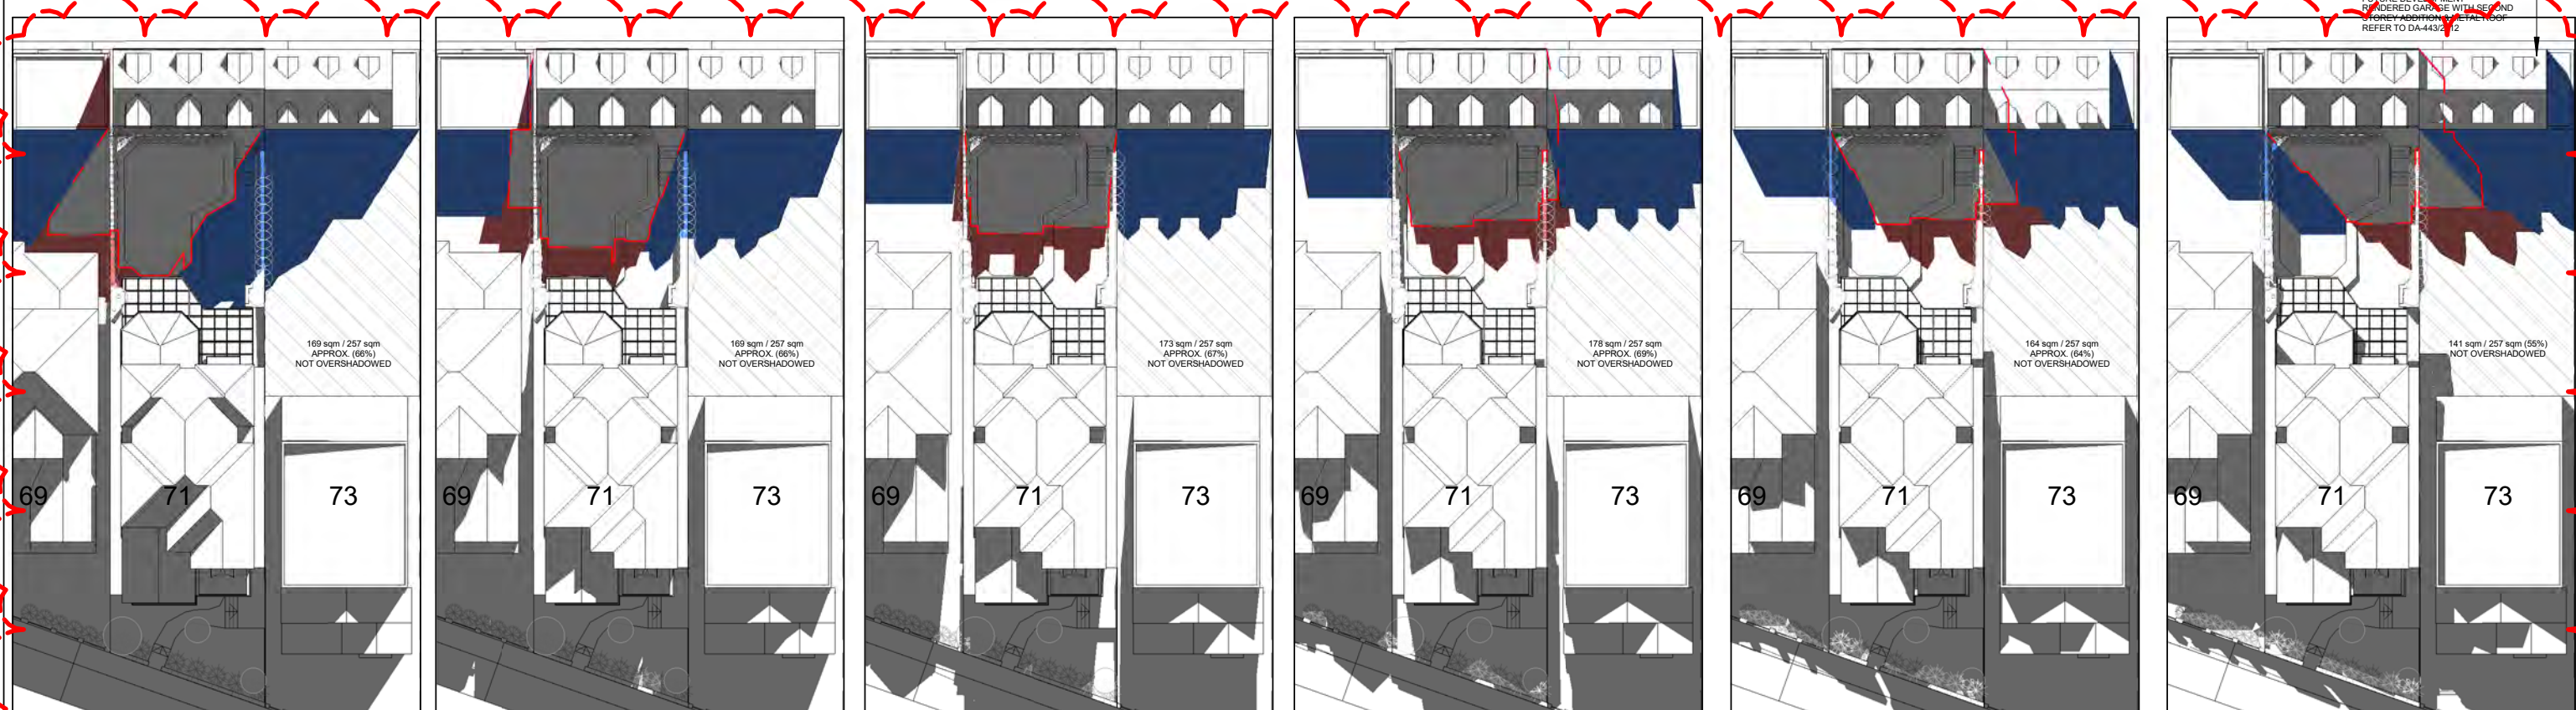 RENDERED GARAGE WITH SECOND
STOREY ADDITION & METAL ROOF
REFER TO DA-443/2012
169 sqm / 257 sqm
APPROX. (66%)
NOT OVERSHADOWED
69
71
73
169 sqm / 257 sqm
APPROX. (66%)
NOT OVERSHADOWED
69
71
73
173 sqm / 257 sqm
APPROX. (67%)
NOT OVERSHADOWED
69
71
73
178 sqm / 257 sqm
APPROX. (69%)
NOT OVERSHADOWED
69
71
73
164 sqm / 257 sqm
APPROX. (64%)
NOT OVERSHADOWED
69
71
73
141 sqm / 257 sqm (55%)
NOT OVERSHADOWED
69
71
73